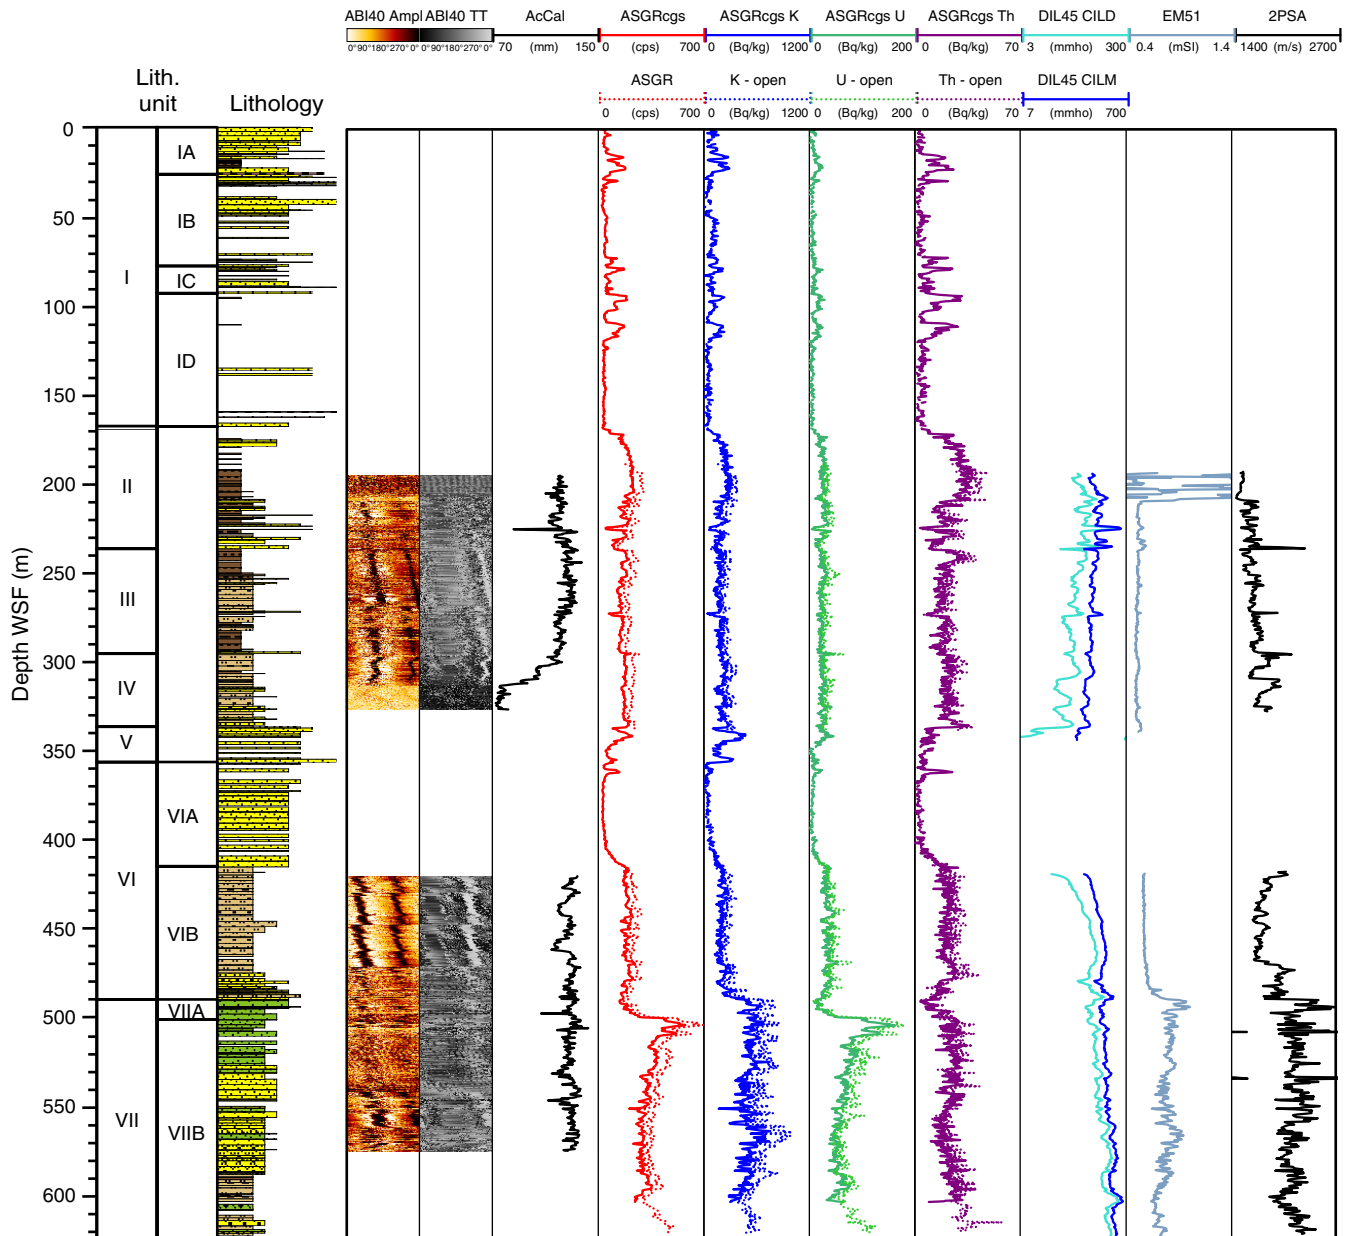 ABI40 Ampl ABI40 TT AcCal ASGRcgs ASGRcgs K ASGRcgs U ASGRcgs Th DIL45 CILD EM51 2PSA
0°90°180°270° 0°90°180°270° 0° 70 (mm) 150 0 (cps) 700 0 (Bq/kg) 1200 0 (Bq/kg) 200 0 (Bq/kg) 70 3 (mmho) 300 0.4 (mSI) 1.4 1400 (m/s) 2700
Lith. unit Lithology ASGR K - open U - open Th - open DIL45 CILM
0 (cps) 700 0 (Bq/kg) 1200 0 (Bq/kg) 200 0 (Bq/kg) 70 7 (mmho) 700
Depth WSF (m)
0
50
100
150
200
250
300
350
400
450
500
550
600
I
II
III
IV
V
VI
VII
IA
IB
IC
ID
VIA
VIB
VIIA
VIIB